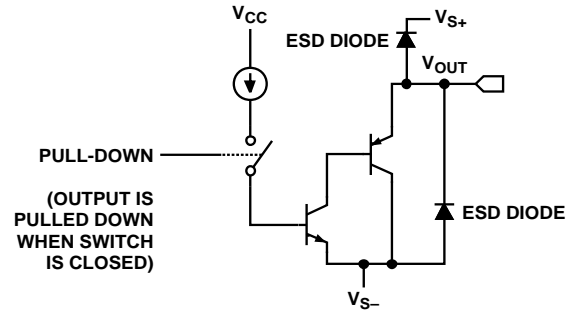 VCC
VS+
ESD DIODE
VOUT
PULL-DOWN
(OUTPUT IS
PULLED DOWN
WHEN SWITCH
IS CLOSED)
ESD DIODE
VS–